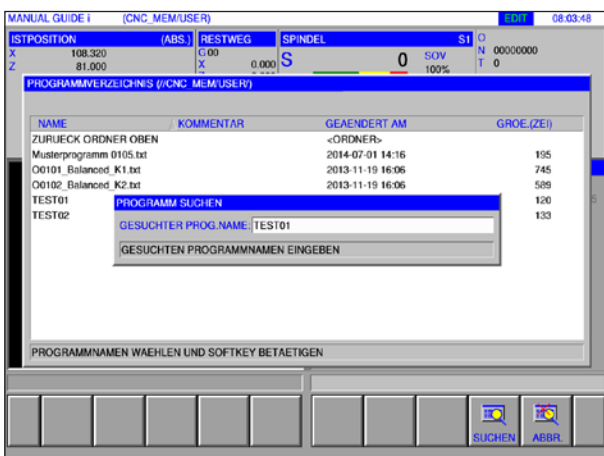 MANUAL GUIDE i (CNC_MEM/USER) EDIT 08:03:48
ISTPOSITION (ABS.) RESTWEG SPINDEL S1 O
X 108.320 G00 S 0 SOV N 00000000
Z 81.000 X 0.000 100% T 0
PROGRAMMVERZEICHNIS (//CNC_MEM/USER/)
NAME KOMMENTAR GEAENDERT AM GROE.(ZEI)
ZURUECK ORDNER OBEN <ORDNER>
Musterprogramm 0105.txt 2014-07-01 14:16 195
O0101_Balanced_K1.txt 2013-11-19 16:06 745
O0102_Balanced_K2.txt 2013-11-19 16:06 589
TEST01 120
TEST02 133
PROGRAMM SUCHEN
GESUCHTER PROG.NAME: TEST01
GESUCHTEN PROGRAMMNAMEN EINGEBEN
PROGRAMMNAMEN WAEHLEN UND SOFTKEY BETAETIGEN
SUCHEN ABBR.